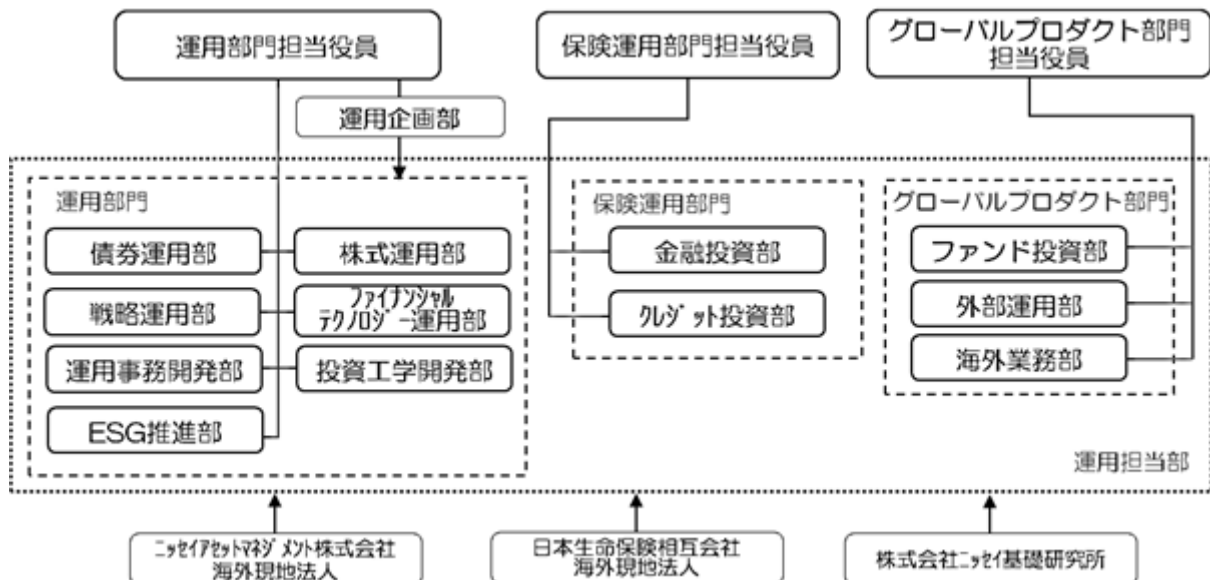 運用部門担当役員
保険運用部門担当役員
グローバルプロダクト部門
担当役員
運用企画部
運用部門
債券運用部
株式運用部
戦略運用部
ファイナンシャル
テクノロジー運用部
運用事務開発部
投資工学開発部
ESG推進部
保険運用部門
金融投資部
クレジット投資部
グローバルプロダクト部門
ファンド投資部
外部運用部
海外業務部
運用担当部
ニッセイアセットマネジメント株式会社
海外現地法人
日本生命保険相互会社
海外現地法人
株式会社ニッセイ基礎研究所